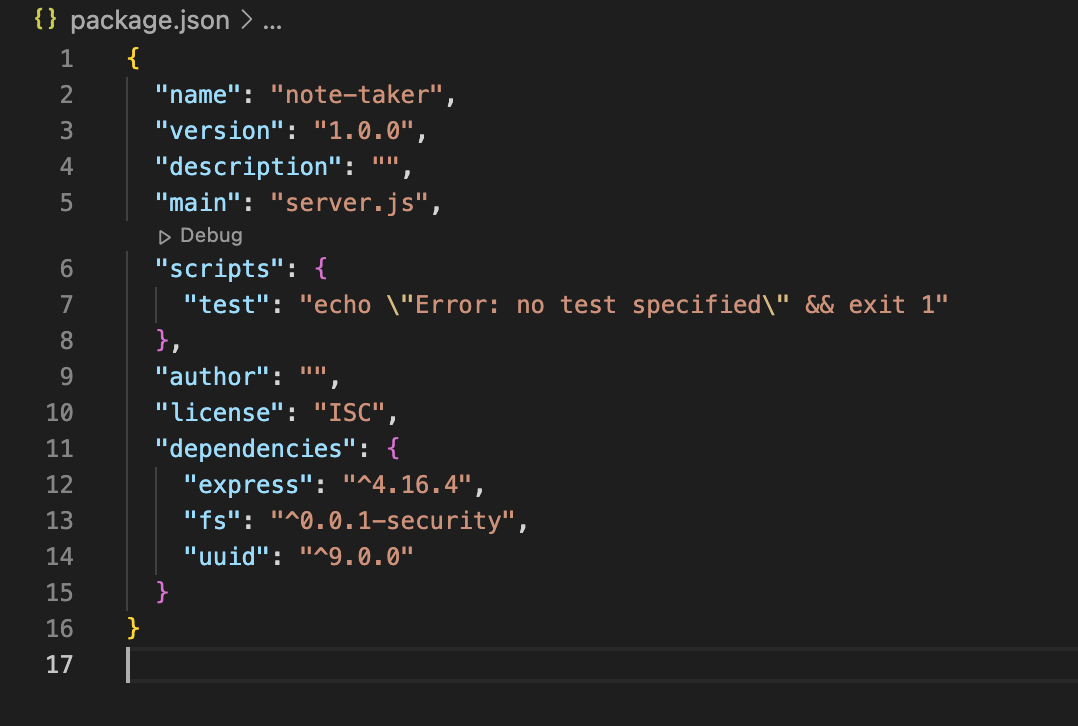 {} package.json > ...
1 {
2 "name": "note-taker",
3 "version": "1.0.0",
4 "description": "",
5 "main": "server.js",
Debug
6 "scripts": {
7 "test": "echo \"Error: no test specified\" && exit 1"
8 },
9 "author": "",
10 "license": "ISC",
11 "dependencies": {
12 "express": "^4.16.4",
13 "fs": "^0.0.1-security",
14 "uuid": "^9.0.0"
15 }
16 }
17